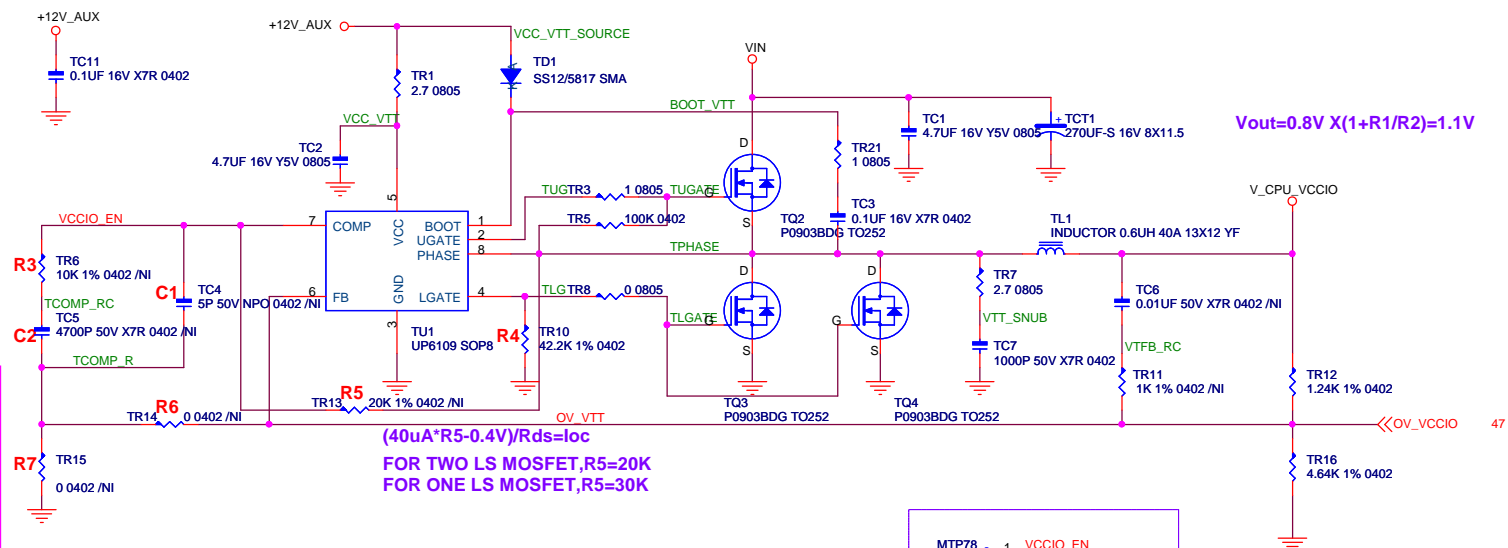 +12V_AUX
TC11
0.1UF 16V X7R 0402
+12V_AUX
TR1
2.7 0805
VCC_VTT
TC2
4.7UF 16V Y5V 0805
VCC_VTT_SOURCE
TD1
SS12/5817 SMA
BOOT_VTT
VIN
TC1
4.7UF 16V Y5V 0805
+
TCT1
270UF-S 16V 8X11.5
Vout=0.8V X(1+R1/R2)=1.1V
TR21
1 0805
TC3
0.1UF 16V X7R 0402
D
G
S
TQ2
P0903BDG TO252
TUG
TR3
1 0805
TUGATE
TR5
100K 0402
VCCIO_EN
7
COMP
5
VCC
BOOT
1
UGATE
2
PHASE
8
6
FB
GND
3
LGATE
4
TU1
UP6109 SOP8
R3
TR6
10K 1% 0402 /NI
TCOMP_RC
C1
TC4
5P 50V NPO 0402 /NI
C2
TC5
4700P 50V X7R 0402 /NI
TCOMP_R
TPHASE
TL1
INDUCTOR 0.6UH 40A 13X12 YF
V_CPU_VCCIO
TLG
TR8
0 0805
TLGATE
R4
TR10
42.2K 1% 0402
D
G
S
TQ3
P0903BDG TO252
D
G
S
TQ4
P0903BDG TO252
TR7
2.7 0805
VTT_SNUB
TC7
1000P 50V X7R 0402
TC6
0.01UF 50V X7R 0402 /NI
VTFB_RC
TR11
1K 1% 0402 /NI
TR12
1.24K 1% 0402
R5
TR13
20K 1% 0402 /NI
R6
TR14
0 0402 /NI
OV_VTT
OV_VCCIO
47
R7
TR15
0 0402 /NI
(40uA*R5-0.4V)/Rds=Ioc
FOR TWO LS MOSFET,R5=20K
FOR ONE LS MOSFET,R5=30K
TR16
4.64K 1% 0402
MTP78
1
VCCIO_EN